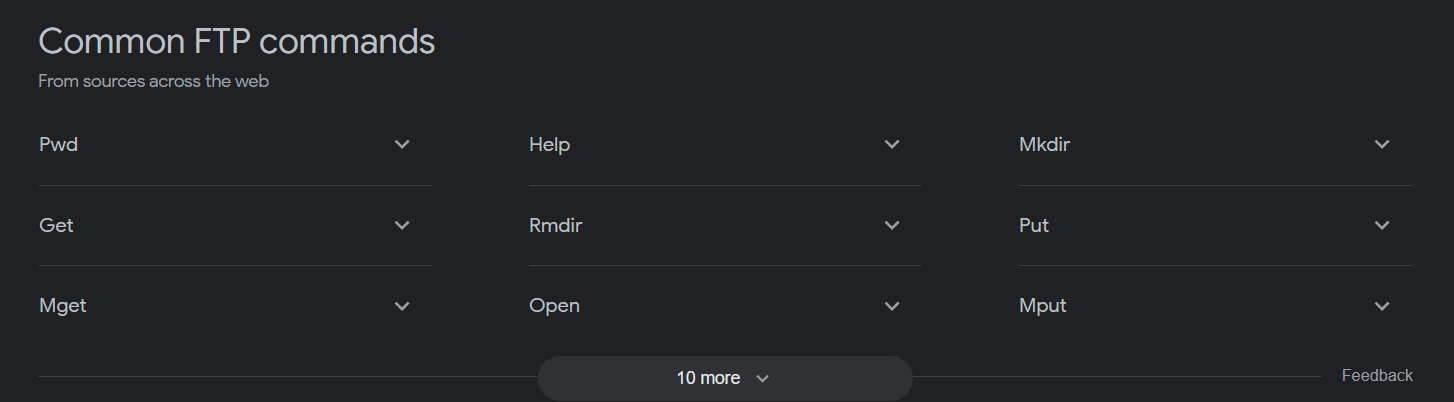 Common FTP commands
From sources across the web
Pwd
Help
Mkdir
Get
Rmdir
Put
Mget
Open
Mput
10 more
Feedback